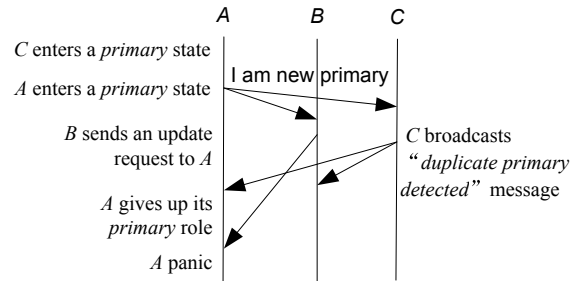 A B C
C enters a primary state
I am new primary
A enters a primary state
B sends an update
request to A
C broadcasts
“duplicate primary
detected” message
A gives up its
primary role
A panic